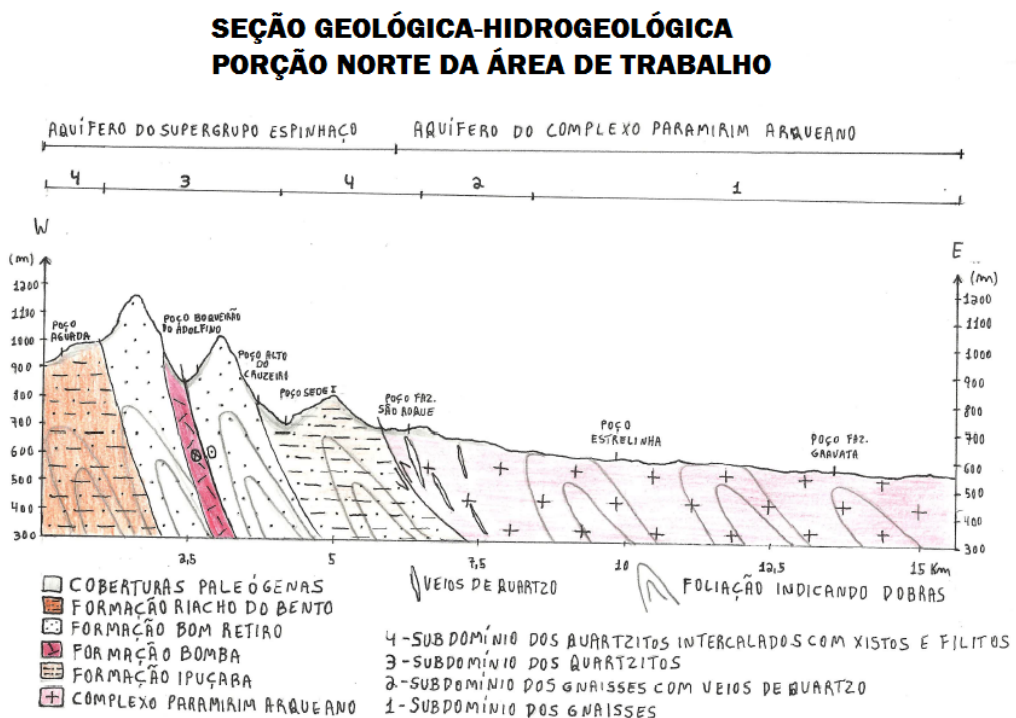 SEÇÃO GEOLÓGICA-HIDROGEOLÓGICA
PORÇÃO NORTE DA ÁREA DE TRABALHO
AQUÍFERO DO SUPERGRUPO ESPINHAÇO
AQUÍFERO DO COMPLEXO PARAMIRIM ARQUEANO
4 3 4 2 1
W
E
(m)
(m)
1200
1100
1000
900
800
700
600
500
400
300
POÇO
AGUADA
POÇO BOQUEIRÃO
DO ADOLFINO
POÇO ALTO
DO
CRUZEIRO
POÇO SEDE I
POÇO FAZ.
SÃO ROQUE
POÇO
ESTRELINHA
POÇO FAZ.
GRAVATA
1200
1100
1000
900
800
700
600
500
400
300
2,5 5 7,5 10 12,5 15 Km
COBERTURAS PALEÓGENAS
FORMAÇÃO RIACHO DO BENTO
FORMAÇÃO BOM RETIRO
FORMAÇÃO BOMBA
FORMAÇÃO IPUÇABA
COMPLEXO PARAMIRIM ARQUEANO
VEIOS DE QUARTZO
FOLIAÇÃO INDICANDO DOBRAS
4-SUBDOMÍNIO DOS QUARTZITOS INTERCALADOS COM XISTOS E FILITOS
3-SUBDOMÍNIO DOS QUARTZITOS
2-SUBDOMÍNIO DOS GNAISSES COM VEIOS DE QUARTZO
1-SUBDOMÍNIO DOS GNAISSES